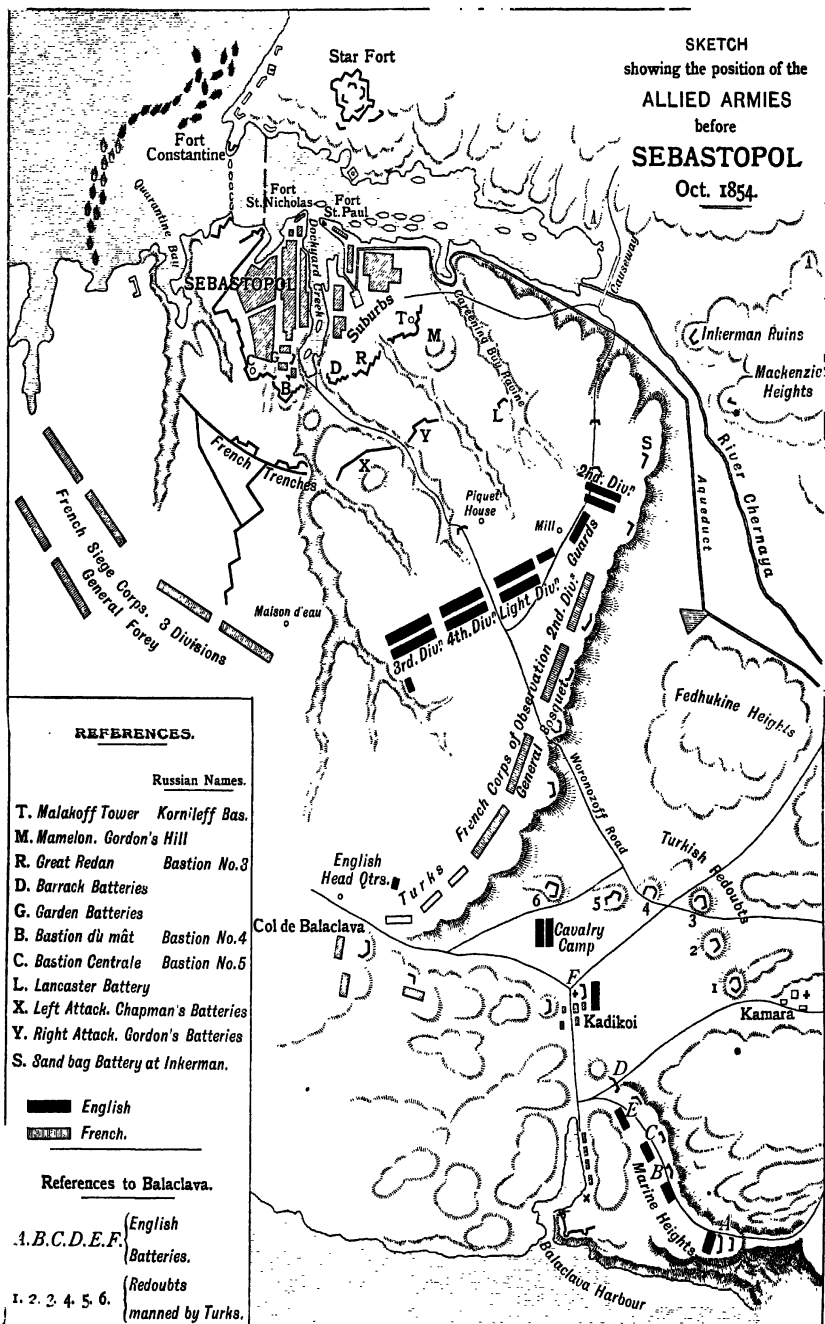 SKETCH
showing the position of the
ALLIED ARMIES
before
SEBASTOPOL
Oct. 1854.
Star Fort
Fort
Constantine
Quarantine Bay
Fort
St. Nicholas
Fort
St. Paul
Dockyard Creek
SEBASTOPOL
Suburbs
Careening Bay Ravine
Causeway
Inkerman Ruins
Mackenzie
Heights
T
M
R
D
C
G
B
L
S
Y
X
French Trenches
Piquet
House
Mill
2nd. Divn.
Guards
River Chernaya
Aqueduct
French Siege Corps. 3 Divisions
General Forey
Maison d'eau
3rd. Divn. 4th. Divn. Light Divn.
French Corps of Observation 2nd. Divn.
General Bosquet
Fedhukine Heights
Woronozoff Road
Turks
English
Head Qtrs.
Turkish Redoubts
6
5
4
3
2
1
Col de Balaclava
Cavalry
Camp
F
Kadikoi
Kamara
D
E
C
B
A
Marine Heights
Balaclava Harbour
REFERENCES.
Russian Names.
T. Malakoff Tower Kornileff Bas.
M. Mamelon. Gordon's Hill
R. Great Redan Bastion No.3
D. Barrack Batteries
G. Garden Batteries
B. Bastion dù mât Bastion No.4
C. Bastion Centrale Bastion No.5
L. Lancaster Battery
X. Left Attack. Chapman's Batteries
Y. Right Attack. Gordon's Batteries
S. Sand bag Battery at Inkerman.
English
French.
References to Balaclava.
A.B.C.D.E.F. English
Batteries.
1. 2. 3. 4. 5. 6. Redoubts
manned by Turks.